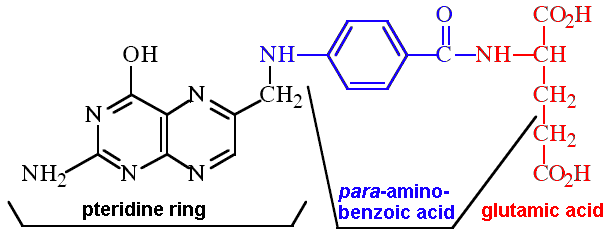 O CO₂H
OH NH C NH CH
N N CH₂ CH₂
NH₂ N N CH₂
CO₂H
pteridine ring
para-amino-
benzoic acid
glutamic acid